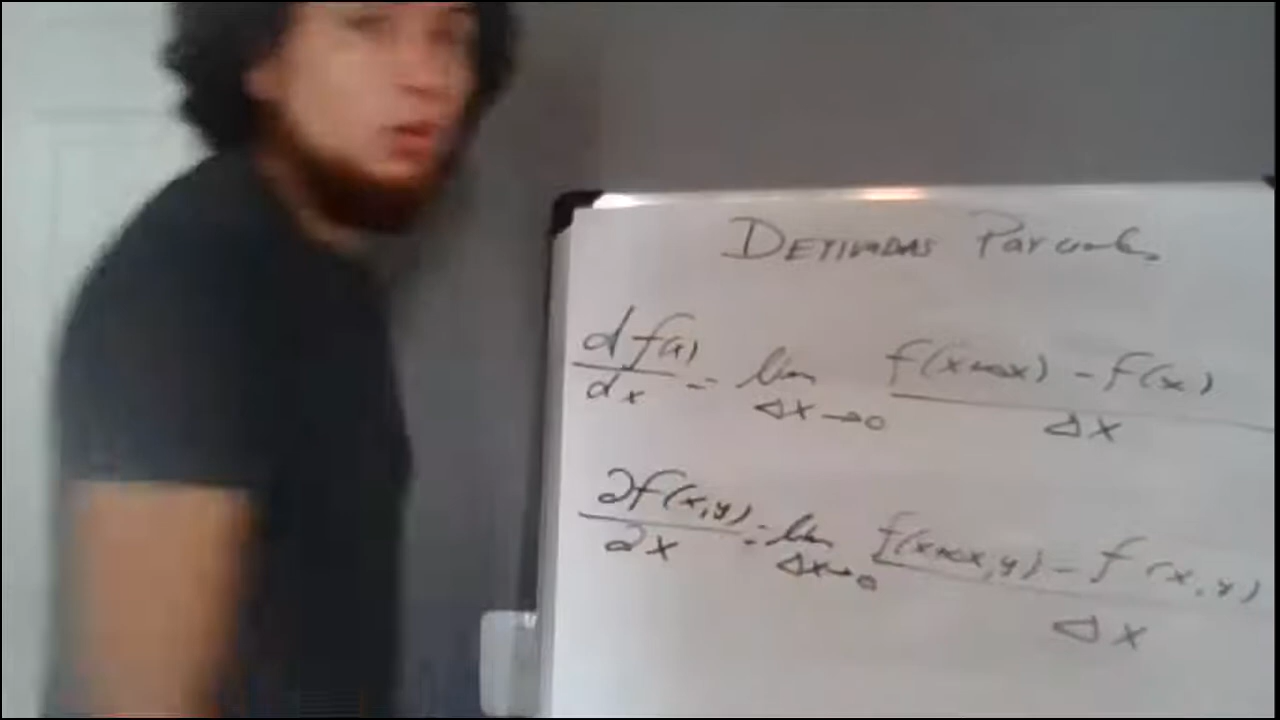 DERIVADAS Parciales
df(x)/dx = lim Δx→0 f(x+Δx) - f(x) / Δx
∂f(x,y)/∂x = lim Δx→0 f(x+Δx,y) - f(x,y) / Δx